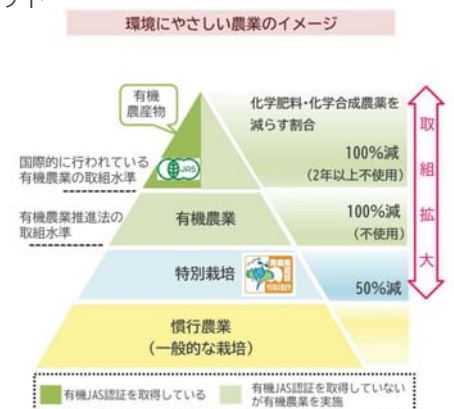 環境にやさしい農業のイメージ
有機
農産物
化学肥料・化学合成農薬を
減らす割合
100%減
(2年以上不使用)
国際的に行われている
有機農業の取組水準
JAS
有機農業推進法の
取組水準
有機農業
100%減
(不使用)
特別栽培
50%減
慣行農業
(一般的な栽培)
取組拡大
有機JAS認証を取得している
有機JAS認証を取得していない
が有機農業を実施